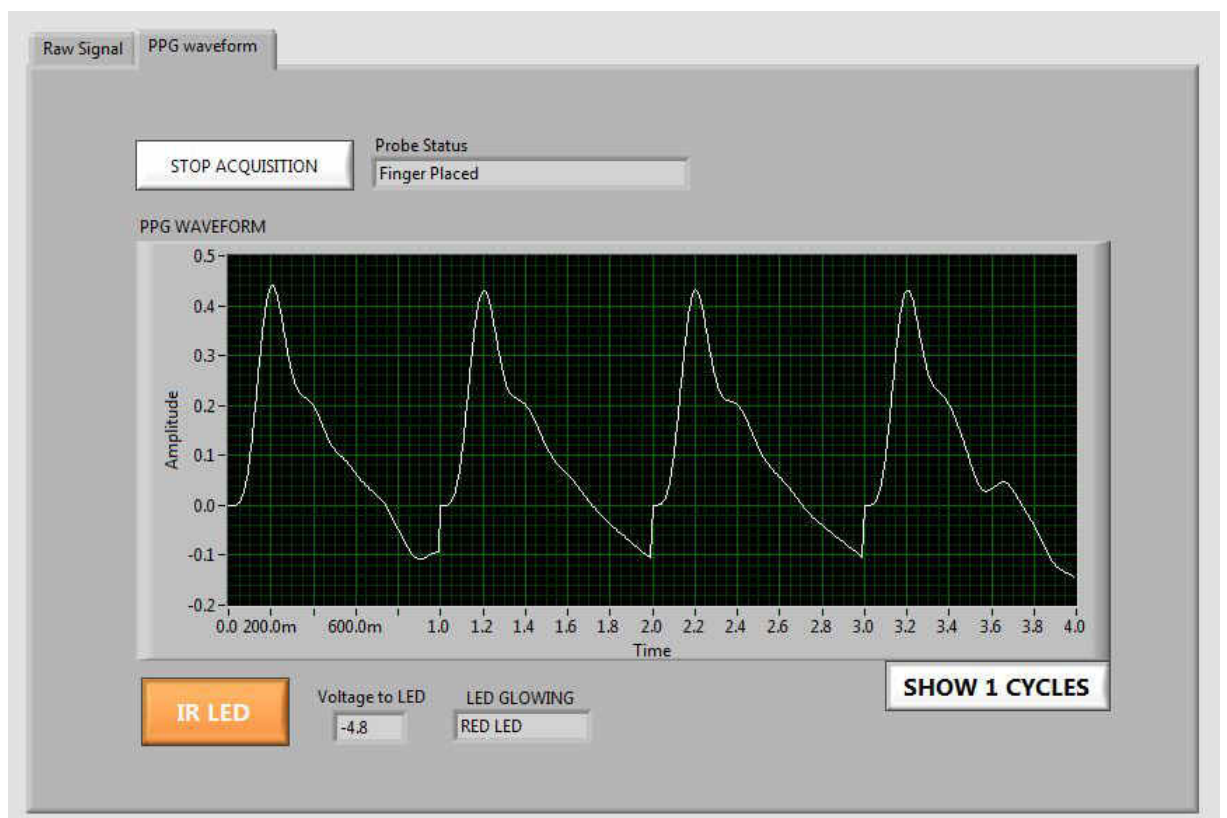 Raw Signal PPG waveform
STOP ACQUISITION
Probe Status
Finger Placed
PPG WAVEFORM
Amplitude
0.5
0.4
0.3
0.2
0.1
0.0
-0.1
-0.2
0.0 200.0m 600.0m 1.0 1.2 1.4 1.6 1.8 2.0 2.2 2.4 2.6 2.8 3.0 3.2 3.4 3.6 3.8 4.0
Time
SHOW 1 CYCLES
IR LED
Voltage to LED
-4.8
LED GLOWING
RED LED